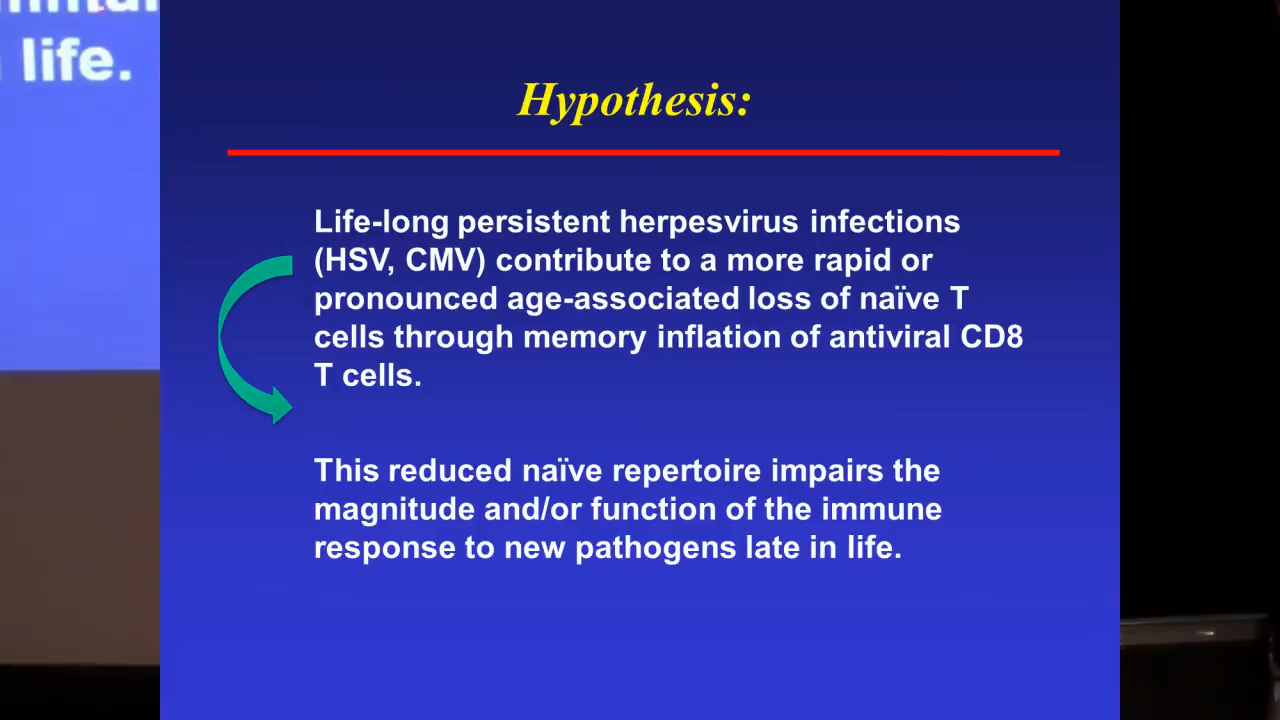 life.
Hypothesis:
Life-long persistent herpesvirus infections
(HSV, CMV) contribute to a more rapid or
pronounced age-associated loss of naïve T
cells through memory inflation of antiviral CD8
T cells.
This reduced naïve repertoire impairs the
magnitude and/or function of the immune
response to new pathogens late in life.